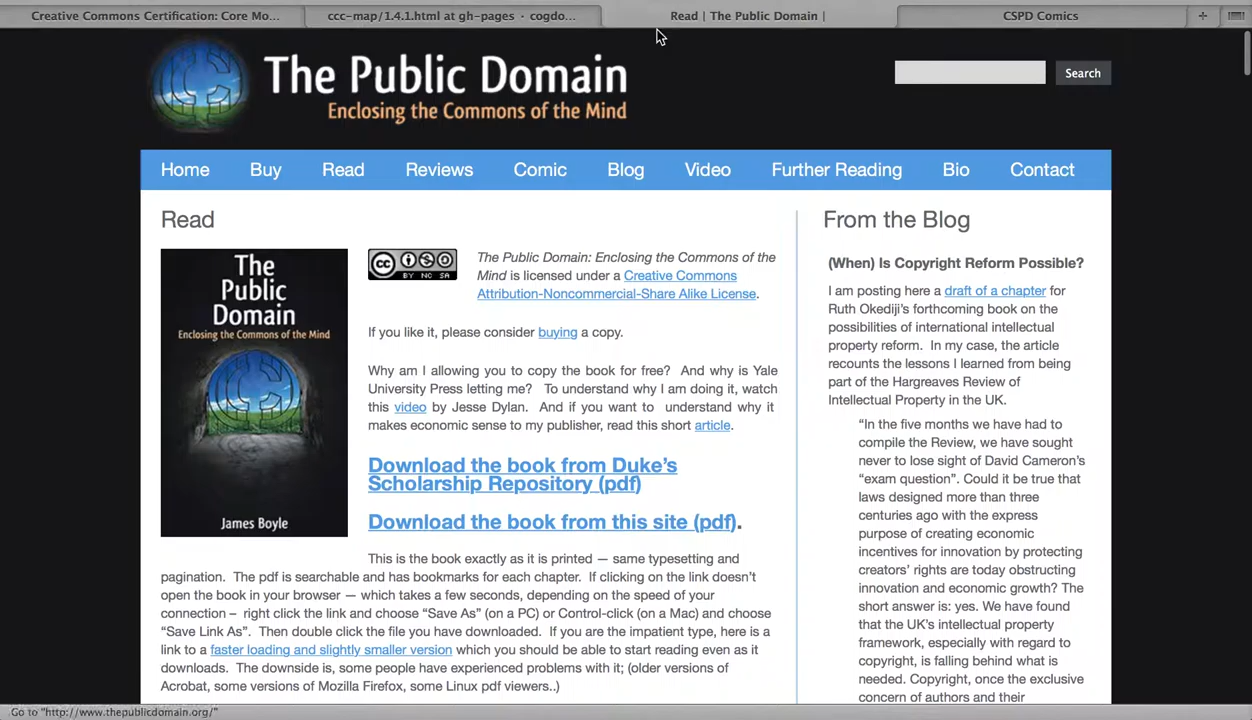 Creative Commons Certification: Core Mo...
ccc-map/1.4.1.html at gh-pages · cogdo...
Read | The Public Domain |
CSPD Comics
The Public Domain
Enclosing the Commons of the Mind
Search
Home Buy Read Reviews Comic Blog Video Further Reading Bio Contact
Read
The
Public
Domain
Enclosing the Commons of the Mind
James Boyle
cc BY NC SA
The Public Domain: Enclosing the Commons of the
Mind is licensed under a Creative Commons
Attribution-Noncommercial-Share Alike License.
If you like it, please consider buying a copy.
Why am I allowing you to copy the book for free? And why is Yale
University Press letting me? To understand why I am doing it, watch
this video by Jesse Dylan. And if you want to understand why it
makes economic sense to my publisher, read this short article.
Download the book from Duke's
Scholarship Repository (pdf)
Download the book from this site (pdf).
This is the book exactly as it is printed — same typesetting and
pagination. The pdf is searchable and has bookmarks for each chapter. If clicking on the link doesn't
open the book in your browser — which takes a few seconds, depending on the speed of your
connection – right click the link and choose “Save As” (on a PC) or Control-click (on a Mac) and choose
“Save Link As”. Then double click the file you have downloaded. If you are the impatient type, here is a
link to a faster loading and slightly smaller version which you should be able to start reading even as it
downloads. The downside is, some people have experienced problems with it; (older versions of
Acrobat, some versions of Mozilla Firefox, some Linux pdf viewers..)
From the Blog
(When) Is Copyright Reform Possible?
I am posting here a draft of a chapter for
Ruth Okediji's forthcoming book on the
possibilities of international intellectual
property reform. In my case, the article
recounts the lessons I learned from being
part of the Hargreaves Review of
Intellectual Property in the UK.
“In the five months we have had to
compile the Review, we have sought
never to lose sight of David Cameron's
“exam question”. Could it be true that
laws designed more than three
centuries ago with the express
purpose of creating economic
incentives for innovation by protecting
creators' rights are today obstructing
innovation and economic growth? The
short answer is: yes. We have found
that the UK's intellectual property
framework, especially with regard to
copyright, is falling behind what is
needed. Copyright, once the exclusive
concern of authors and their
Go to "http://www.thepublicdomain.org/"